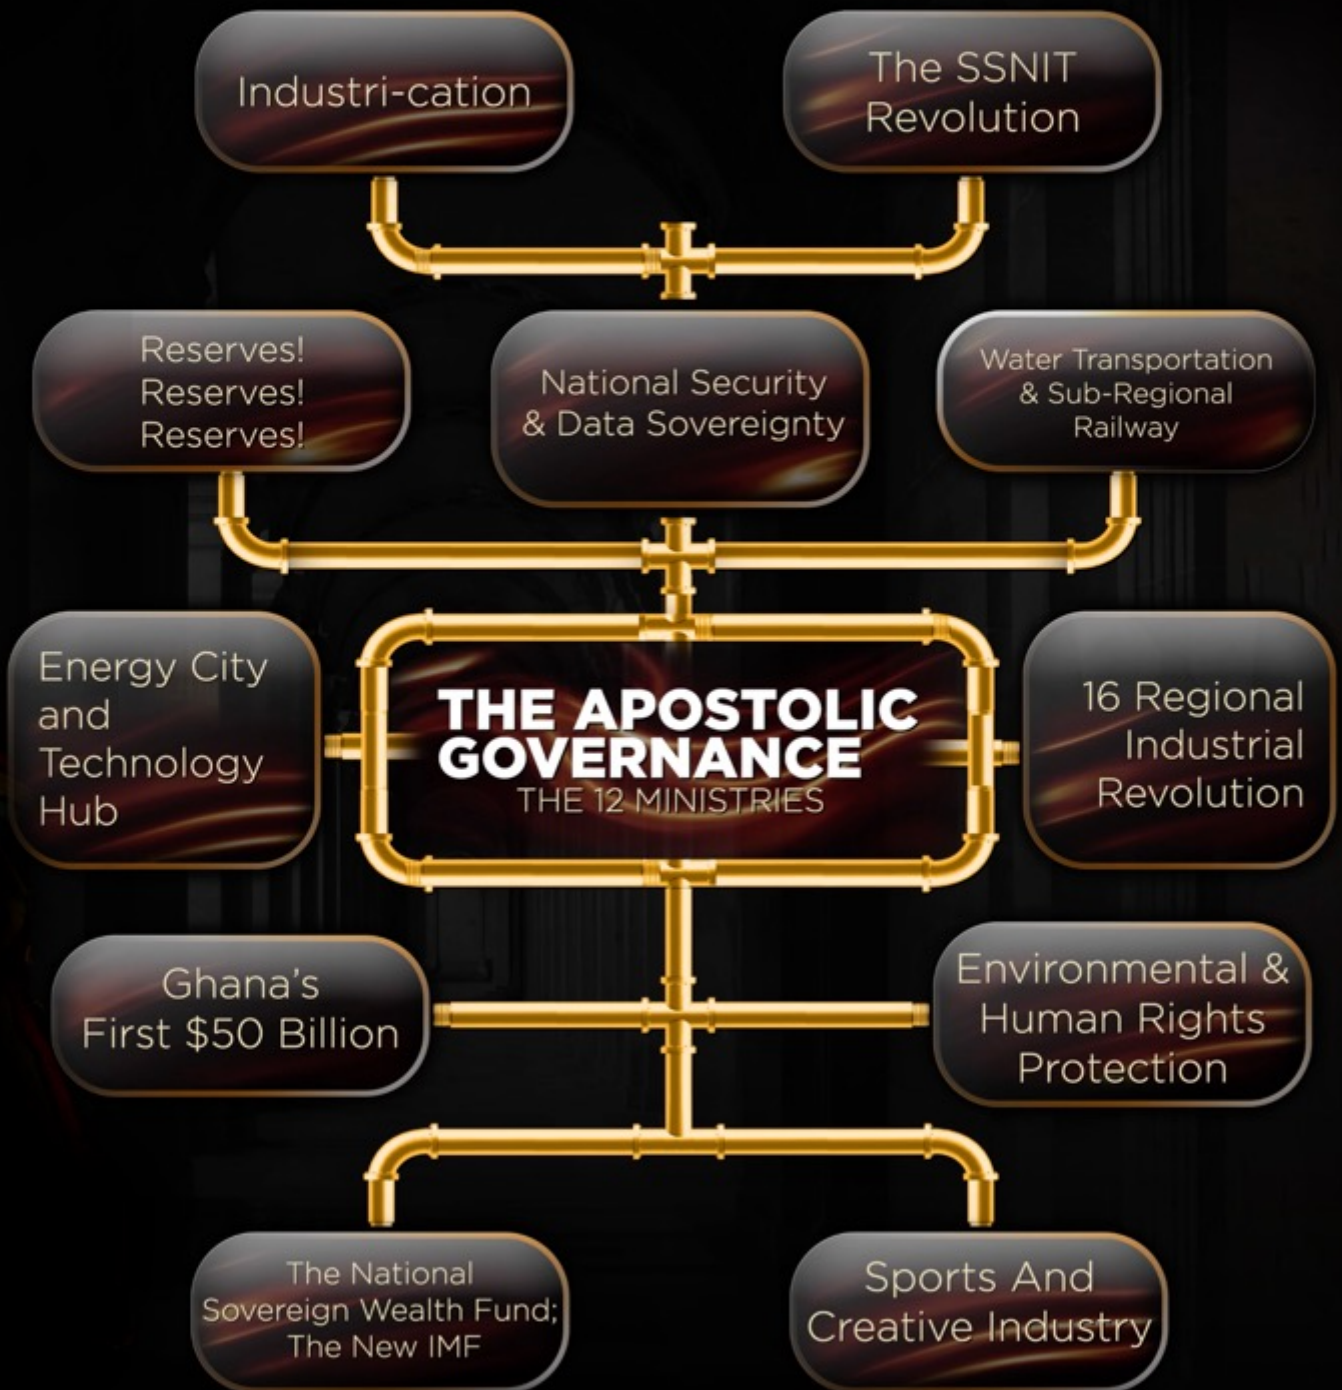 Industri-cation
The SSNIT
Revolution
Reserves!
Reserves!
Reserves!
National Security
& Data Sovereignty
Water Transportation
& Sub-Regional
Railway
Energy City
and
Technology
Hub
THE APOSTOLIC
GOVERNANCE
THE 12 MINISTRIES
16 Regional
Industrial
Revolution
Ghana's
First $50 Billion
Environmental &
Human Rights
Protection
The National
Sovereign Wealth Fund;
The New IMF
Sports And
Creative Industry